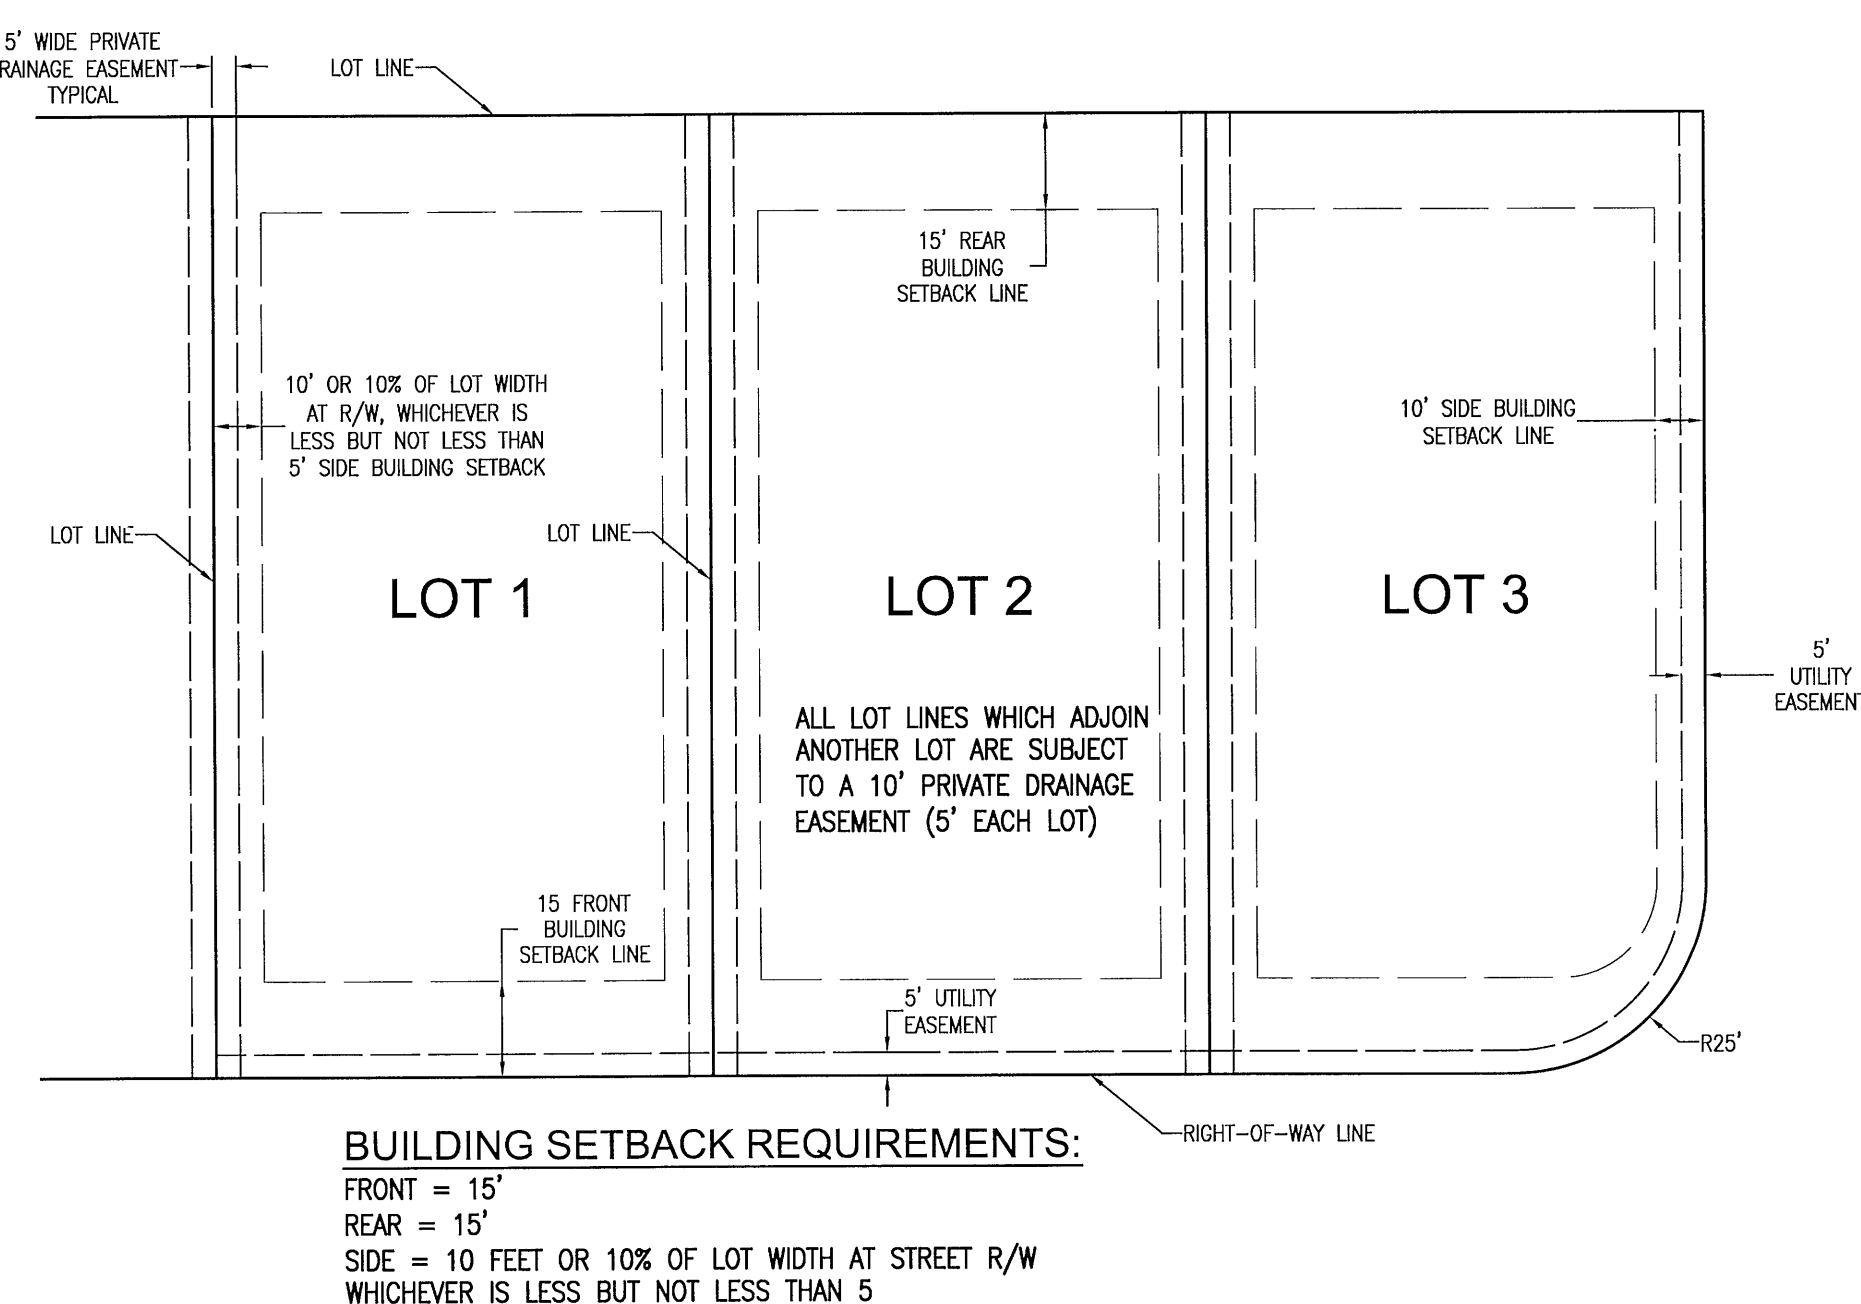 5' WIDE PRIVATE
RAINAGE EASEMENT
TYPICAL
LOT LINE
15' REAR
BUILDING
SETBACK LINE
10' OR 10% OF LOT WIDTH
AT R/W, WHICHEVER IS
LESS BUT NOT LESS THAN
5' SIDE BUILDING SETBACK
10' SIDE BUILDING
SETBACK LINE
LOT LINE
LOT LINE
LOT 1
LOT 2
LOT 3
5'
UTILITY
EASEMENT
ALL LOT LINES WHICH ADJOIN
ANOTHER LOT ARE SUBJECT
TO A 10' PRIVATE DRAINAGE
EASEMENT (5' EACH LOT)
15 FRONT
BUILDING
SETBACK LINE
5' UTILITY
EASEMENT
R25'
RIGHT-OF-WAY LINE
BUILDING SETBACK REQUIREMENTS:
FRONT = 15'
REAR = 15'
SIDE = 10 FEET OR 10% OF LOT WIDTH AT STREET R/W
WHICHEVER IS LESS BUT NOT LESS THAN 5